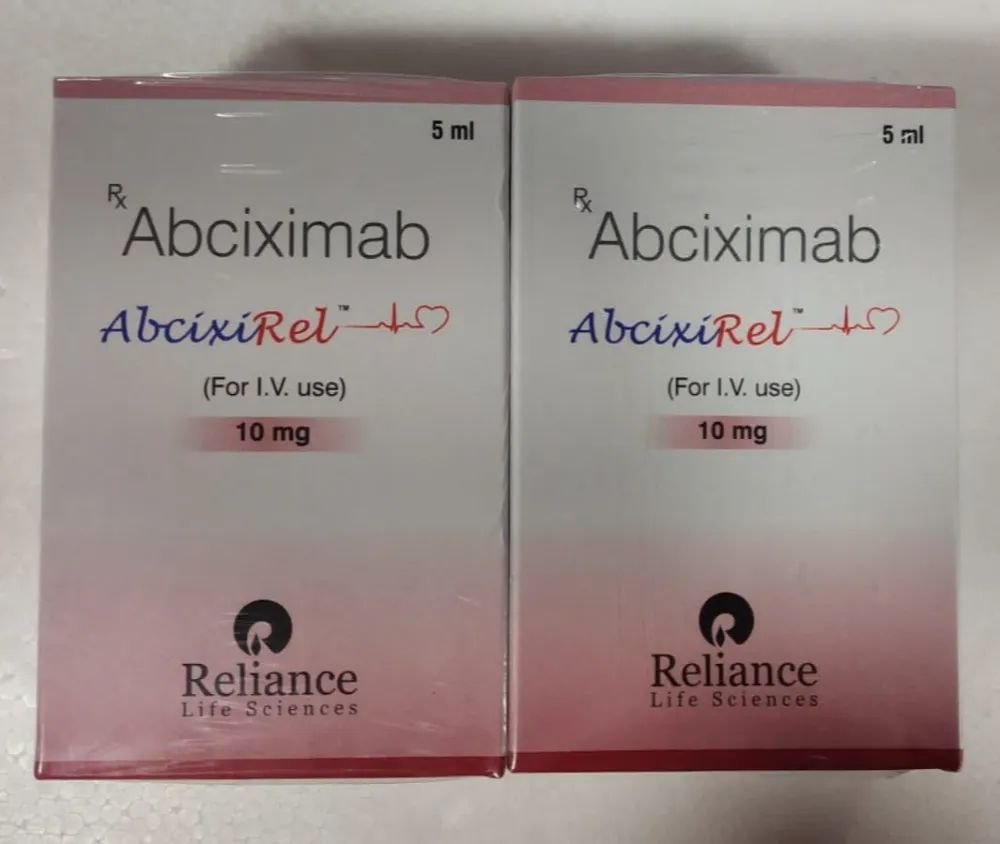 5 ml
Rx
Abciximab
AbcixiRel™
(For I.V. use)
10 mg
Reliance
Life Sciences
5 ml
Rx
Abciximab
AbcixiRel™
(For I.V. use)
10 mg
Reliance
Life Sciences